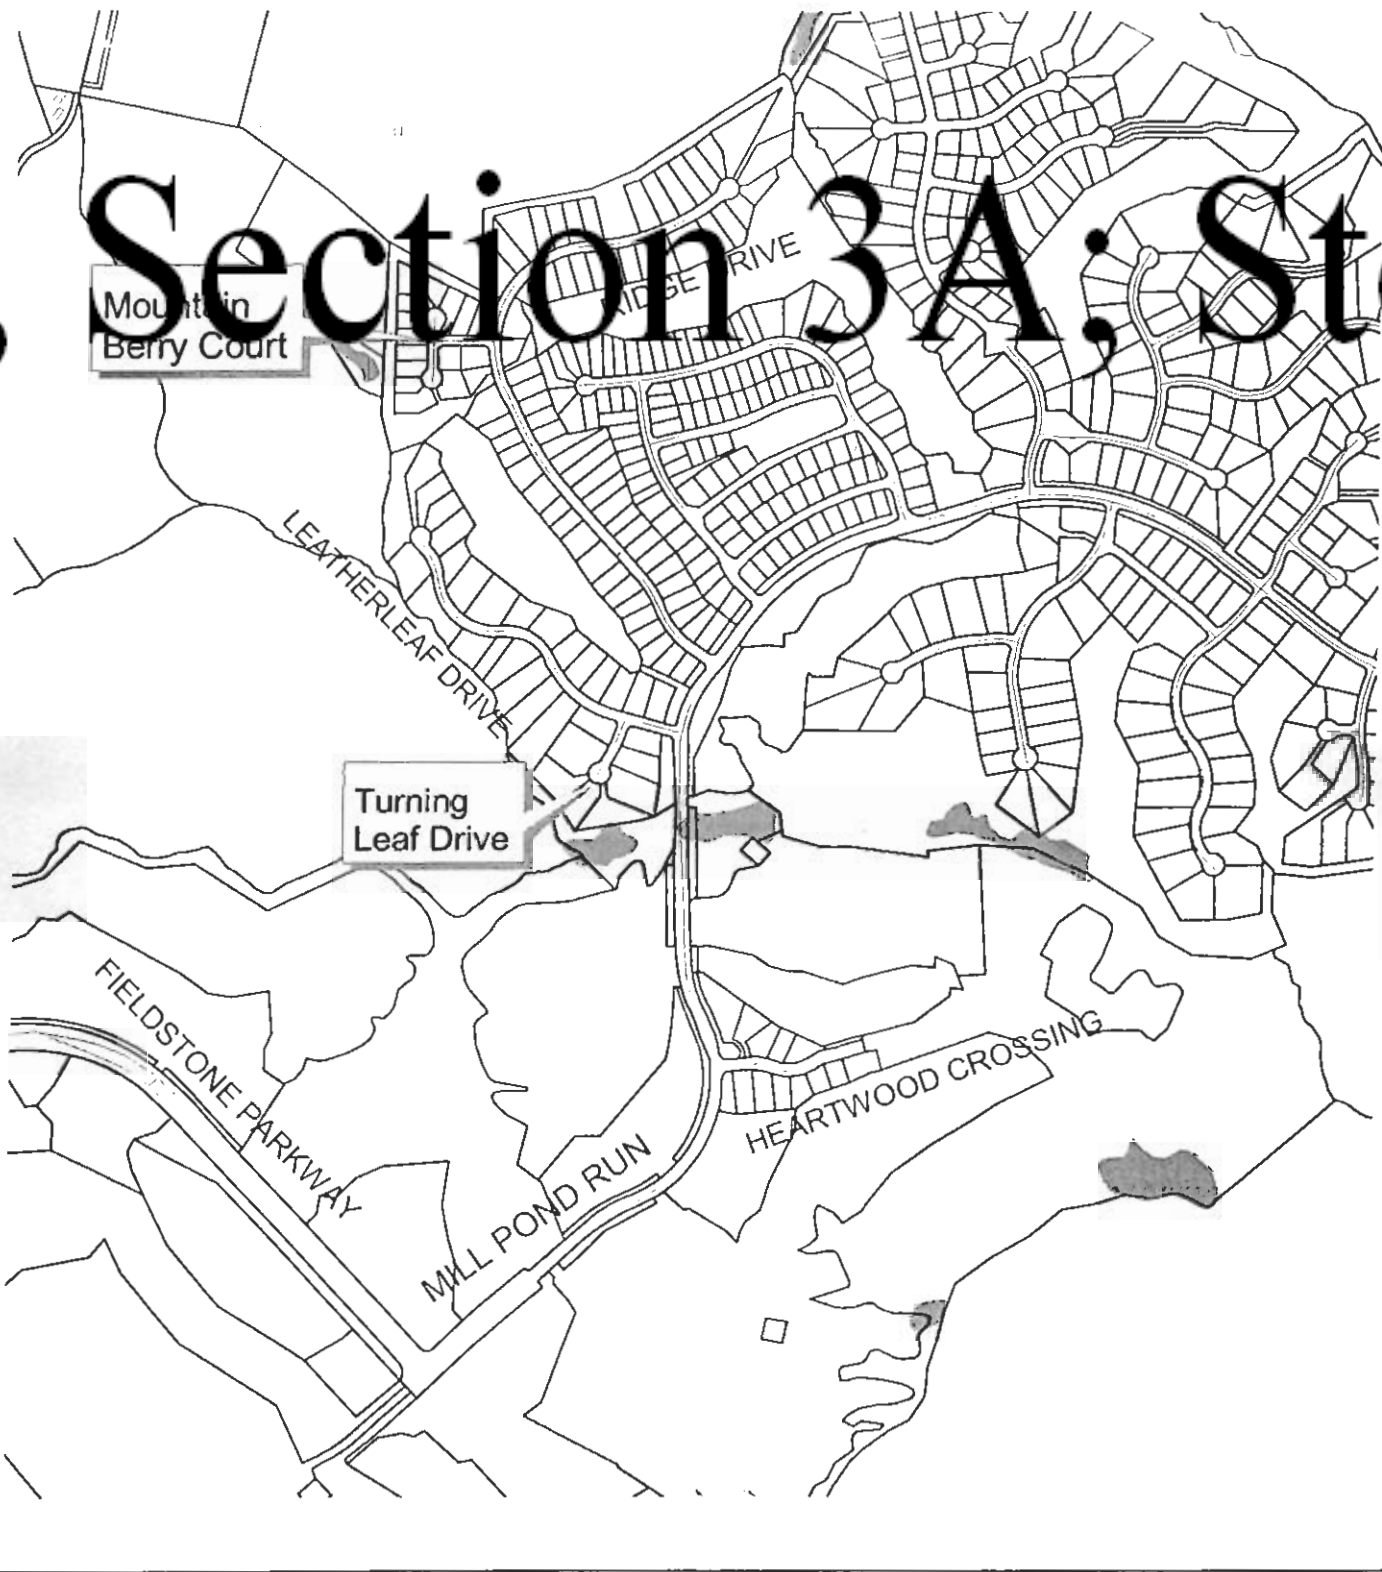 , Section 3A; St
RIDGE DRIVE
Mountain
Berry Court
LEATHERLEAF DRIVE
Turning
Leaf Drive
FIELDSTONE PARKWAY
MILL POND RUN
HEARTWOOD CROSSING